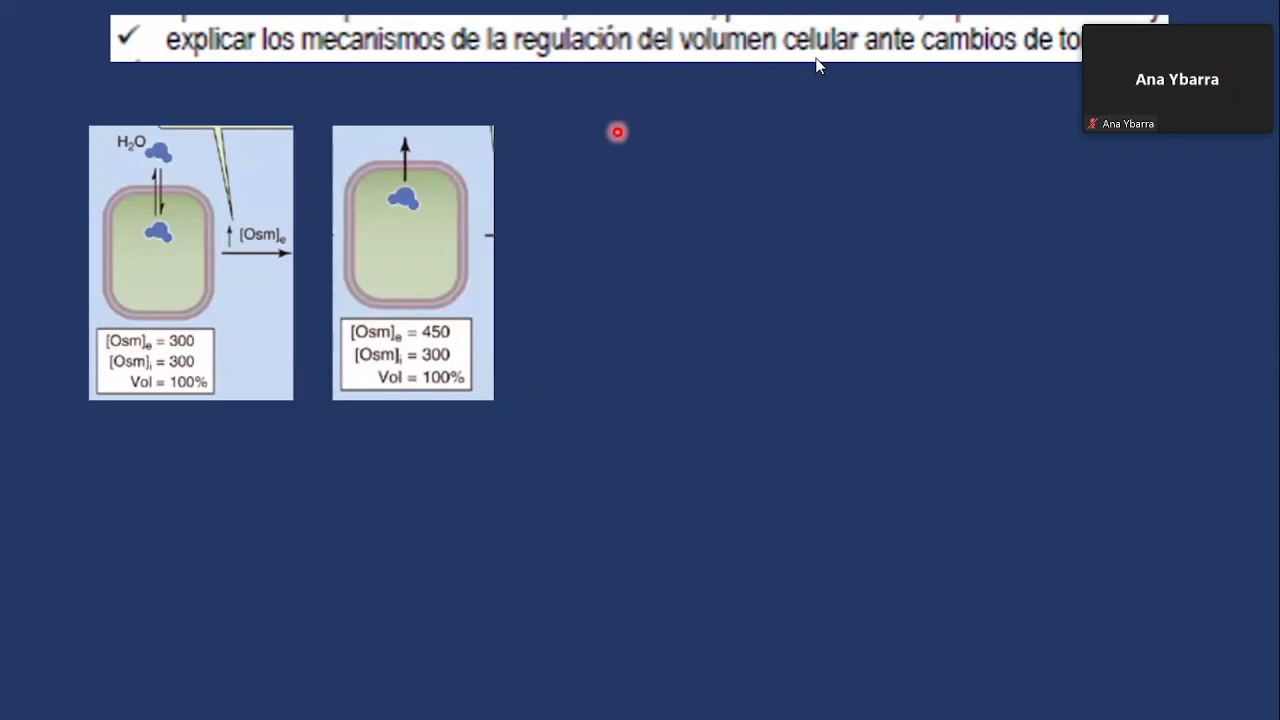 ✓ explicar los mecanismos de la regulación del volumen celular ante cambios de
Ana Ybarra
Ana Ybarra
H₂O
↑ [Osm]ₑ
[Osm]ₑ = 300
[Osm]ᵢ = 300
Vol = 100%
[Osm]ₑ = 450
[Osm]ᵢ = 300
Vol = 100%